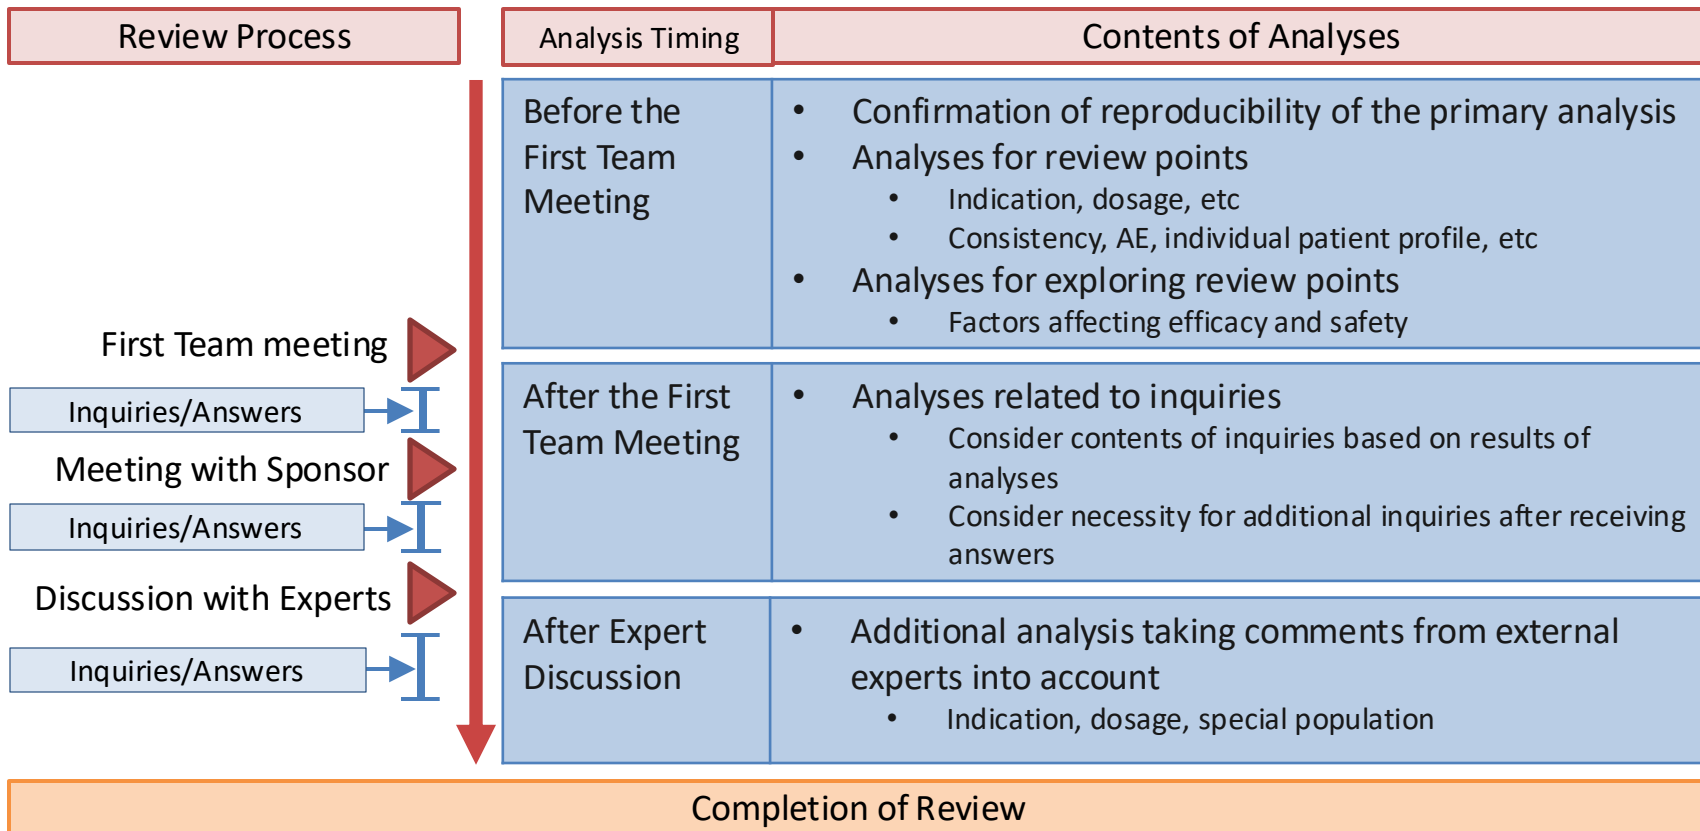 Review Process
Analysis Timing
Contents of Analyses
First Team meeting
Inquiries/Answers
Meeting with Sponsor
Inquiries/Answers
Discussion with Experts
Inquiries/Answers
Before the
First Team
Meeting
• Confirmation of reproducibility of the primary analysis
• Analyses for review points
• Indication, dosage, etc
• Consistency, AE, individual patient profile, etc
• Analyses for exploring review points
• Factors affecting efficacy and safety
After the First
Team Meeting
• Analyses related to inquiries
• Consider contents of inquiries based on results of
analyses
• Consider necessity for additional inquiries after receiving
answers
After Expert
Discussion
• Additional analysis taking comments from external
experts into account
• Indication, dosage, special population
Completion of Review